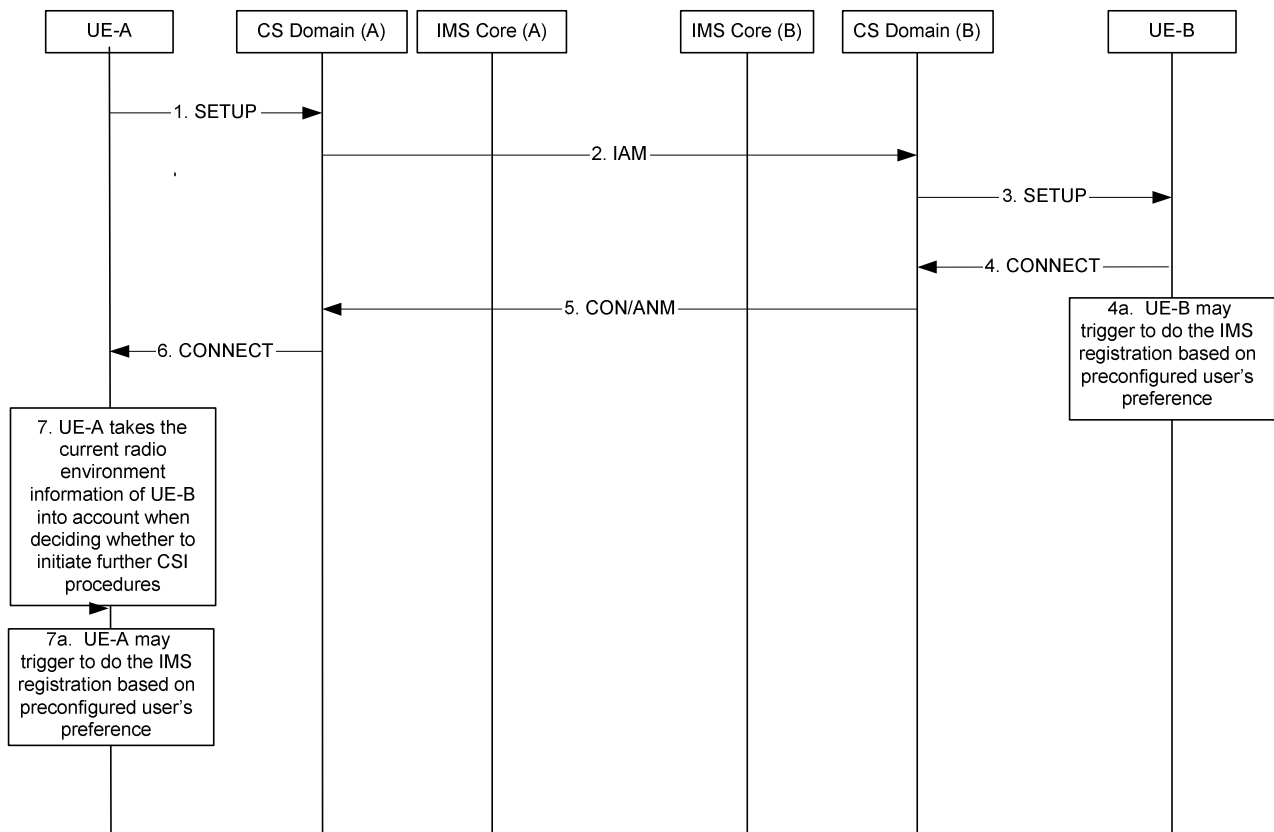 UE-A
CS Domain (A)
IMS Core (A)
IMS Core (B)
CS Domain (B)
UE-B
1. SETUP
2. IAM
3. SETUP
4. CONNECT
4a. UE-B may
trigger to do the IMS
registration based on
preconfigured user's
preference
5. CON/ANM
6. CONNECT
7. UE-A takes the
current radio
environment
information of UE-B
into account when
deciding whether to
initiate further CSI
procedures
7a. UE-A may
trigger to do the IMS
registration based on
preconfigured user's
preference